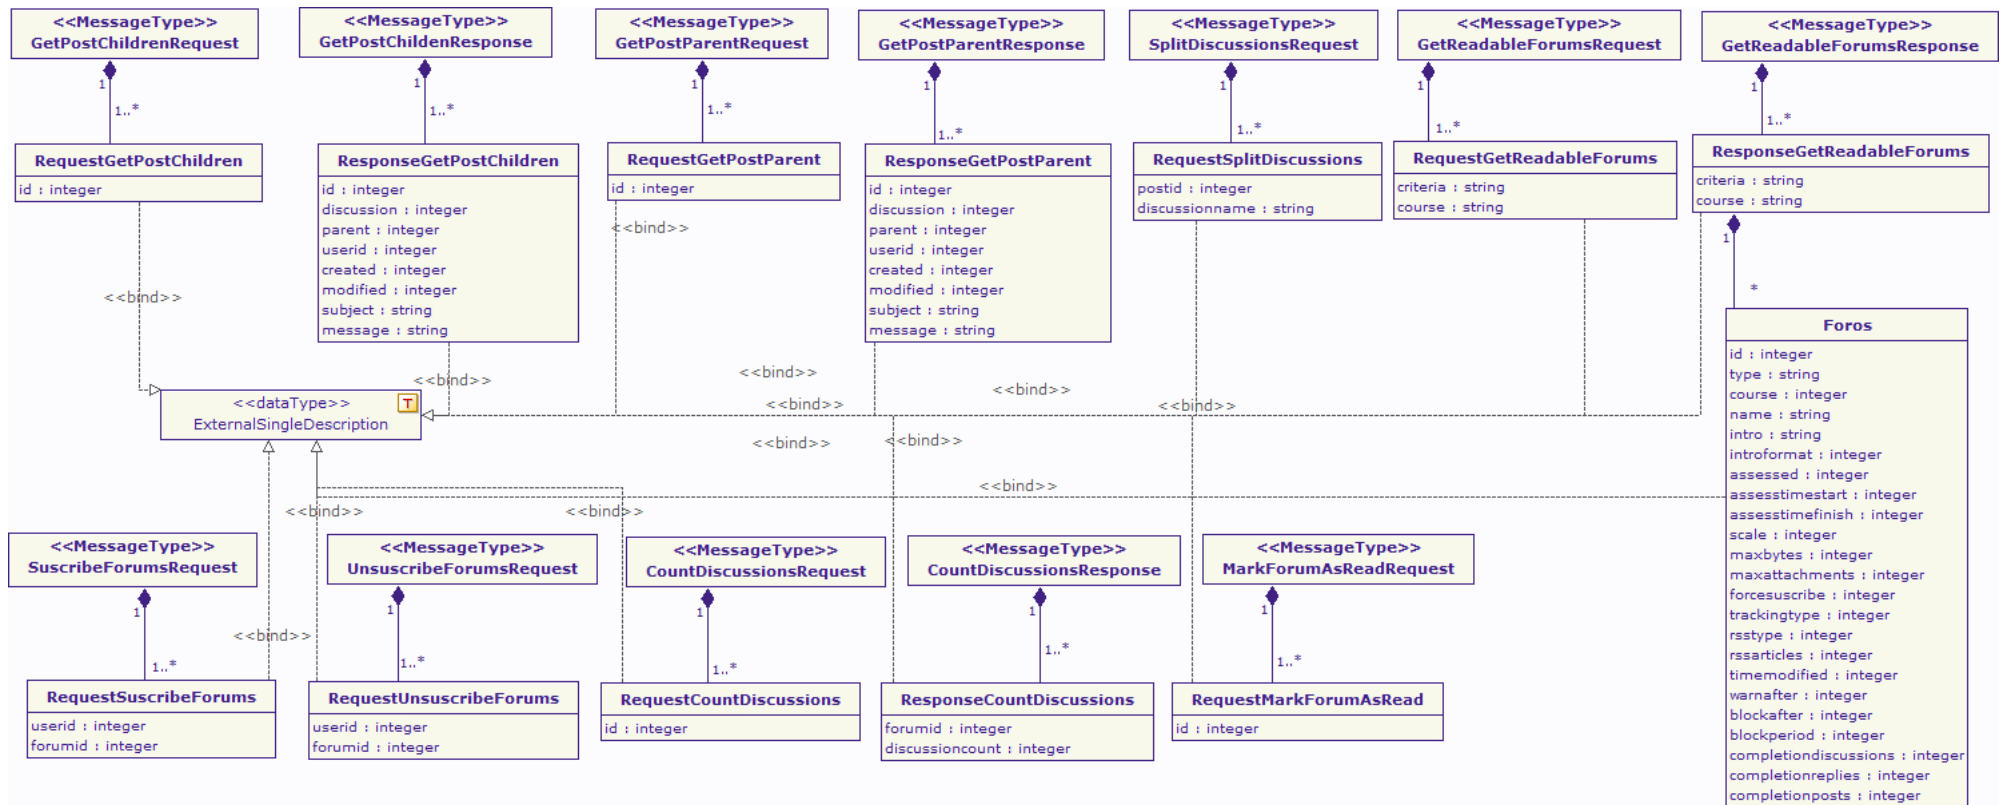 <<MessageType>>
GetPostChildrenRequest
1
1..*
RequestGetPostChildren
id : integer
<<MessageType>>
GetPostChildenResponse
1
1..*
ResponseGetPostChildren
id : integer
discussion : integer
parent : integer
userid : integer
created : integer
modified : integer
subject : string
message : string
<<MessageType>>
GetPostParentRequest
1
1..*
RequestGetPostParent
id : integer
<<MessageType>>
GetPostParentResponse
1
1..*
ResponseGetPostParent
id : integer
discussion : integer
parent : integer
userid : integer
created : integer
modified : integer
subject : string
message : string
<<MessageType>>
SplitDiscussionsRequest
1
1..*
RequestSplitDiscussions
postid : integer
discussionname : string
<<MessageType>>
GetReadableForumsRequest
1
1..*
RequestGetReadableForums
criteria : string
course : string
<<MessageType>>
GetReadableForumsResponse
1
1..*
ResponseGetReadableForums
criteria : string
course : string
1
*
Foros
id : integer
type : string
course : integer
name : string
intro : string
introformat : integer
assessed : integer
assesstimestart : integer
assesstimefinish : integer
scale : integer
maxbytes : integer
maxattachments : integer
forcesuscribe : integer
trackingtype : integer
rsstype : integer
rssarticles : integer
timemodified : integer
warnafter : integer
blockafter : integer
blockperiod : integer
completiondiscussions : integer
completionreplies : integer
completionposts : integer
<<bind>>
<<bind>>
<<bind>>
<<bind>>
<<bind>>
<<bind>>
<<bind>>
<<dataType>>
T
ExternalSingleDescription
<<bind>>
<<bind>>
<<bind>>
<<bind>>
<<bind>>
<<bind>>
<<MessageType>>
SuscribeForumsRequest
1
1..*
RequestSuscribeForums
userid : integer
forumid : integer
<<MessageType>>
UnsuscribeForumsRequest
1
1..*
RequestUnsuscribeForums
userid : integer
forumid : integer
<<MessageType>>
CountDiscussionsRequest
1
1..*
RequestCountDiscussions
id : integer
<<MessageType>>
CountDiscussionsResponse
1
1..*
ResponseCountDiscussions
forumid : integer
discussioncount : integer
<<MessageType>>
MarkForumAsReadRequest
1
1..*
RequestMarkForumAsRead
id : integer